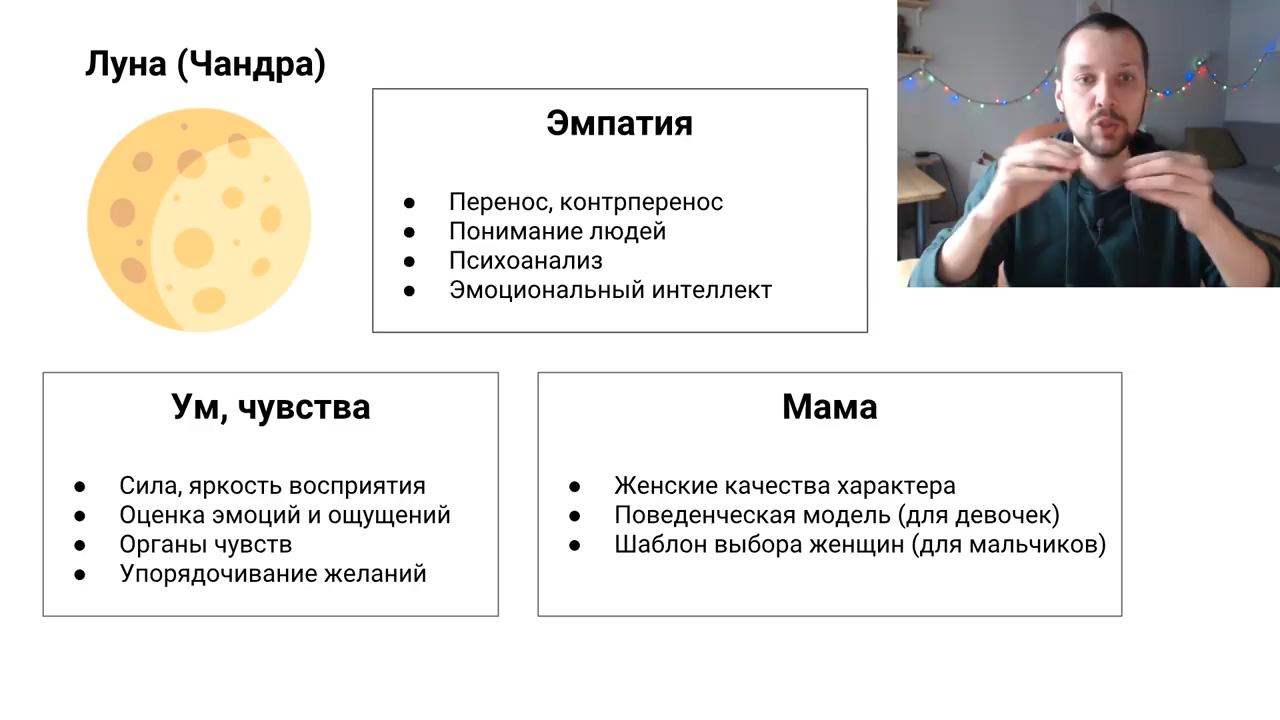 Луна (Чандра)
Эмпатия
● Перенос, контрперенос
● Понимание людей
● Психоанализ
● Эмоциональный интеллект
Ум, чувства
● Сила, яркость восприятия
● Оценка эмоций и ощущений
● Органы чувств
● Упорядочивание желаний
Мама
● Женские качества характера
● Поведенческая модель (для девочек)
● Шаблон выбора женщин (для мальчиков)